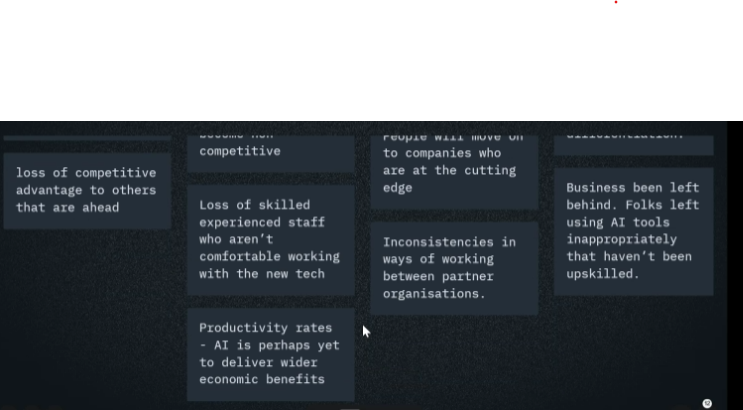 loss of competitive
advantage to others
that are ahead
become non
competitive
Loss of skilled
experienced staff
who aren't
comfortable working
with the new tech
Productivity rates
- AI is perhaps yet
to deliver wider
economic benefits
People will move on
to companies who
are at the cutting
edge
Inconsistencies in
ways of working
between partner
organisations.
differentiation.
Business been left
behind. Folks left
using AI tools
inappropriately
that haven't been
upskilled.